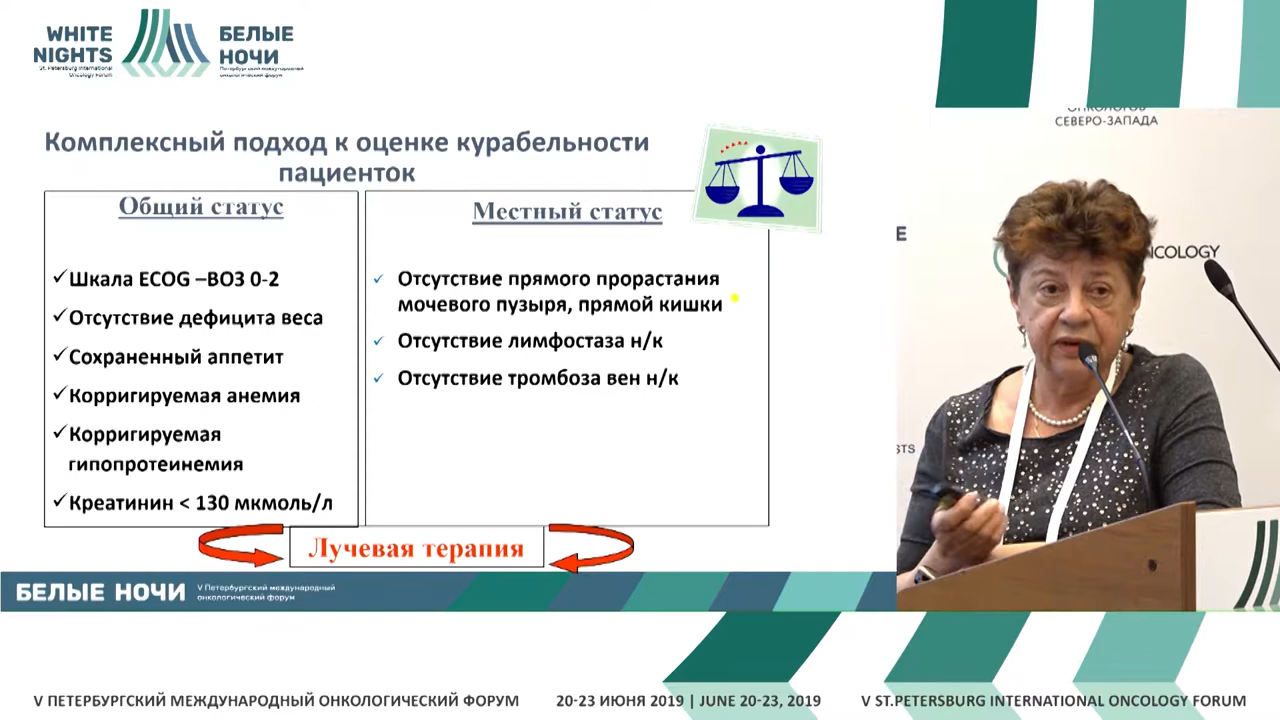 WHITE
NIGHTS
St. Petersburg International
Oncology Forum
БЕЛЫЕ
НОЧИ
Петербургский международный
онкологический форум
Комплексный подход к оценке курабельности
пациенток
Общий статус
✓Шкала ECOG –ВОЗ 0-2
✓Отсутствие дефицита веса
✓Сохраненный аппетит
✓Корригируемая анемия
✓Корригируемая
гипопротеинемия
✓Креатинин < 130 мкмоль/л
Местный статус
✓ Отсутствие прямого прорастания
мочевого пузыря, прямой кишки
✓ Отсутствие лимфостаза н/к
✓ Отсутствие тромбоза вен н/к
Лучевая терапия
БЕЛЫЕ НОЧИ
V Петербургский международный
онкологический форум
ОНКОЛОГОВ
СЕВЕРО-ЗАПАДА
E
NCOLOGY
STS
V ПЕТЕРБУРГСКИЙ МЕЖДУНАРОДНЫЙ ОНКОЛОГИЧЕСКИЙ ФОРУМ
20-23 ИЮНЯ 2019 | JUNE 20-23, 2019
V ST.PETERSBURG INTERNATIONAL ONCOLOGY FORUM